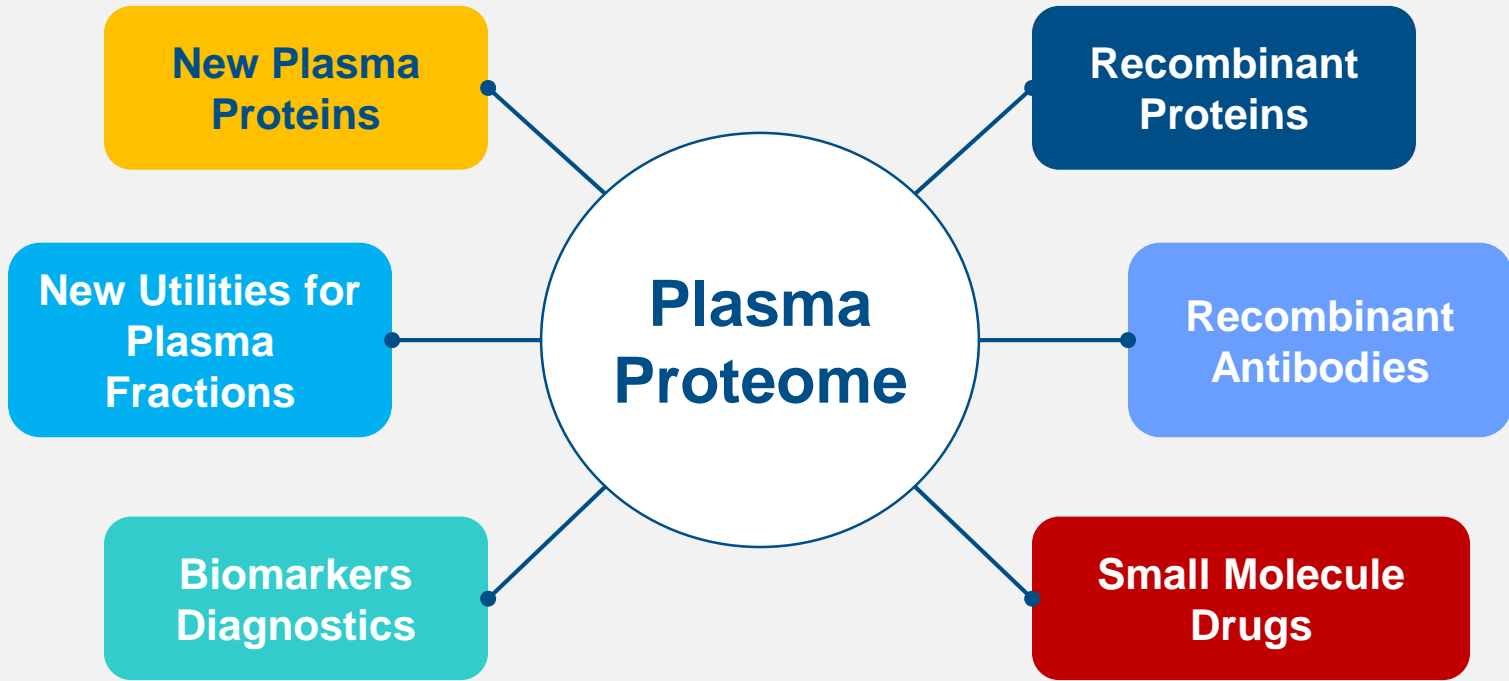 New Plasma
Proteins
Recombinant
Proteins
New Utilities for
Plasma
Fractions
Plasma
Proteome
Recombinant
Antibodies
Biomarkers
Diagnostics
Small Molecule
Drugs